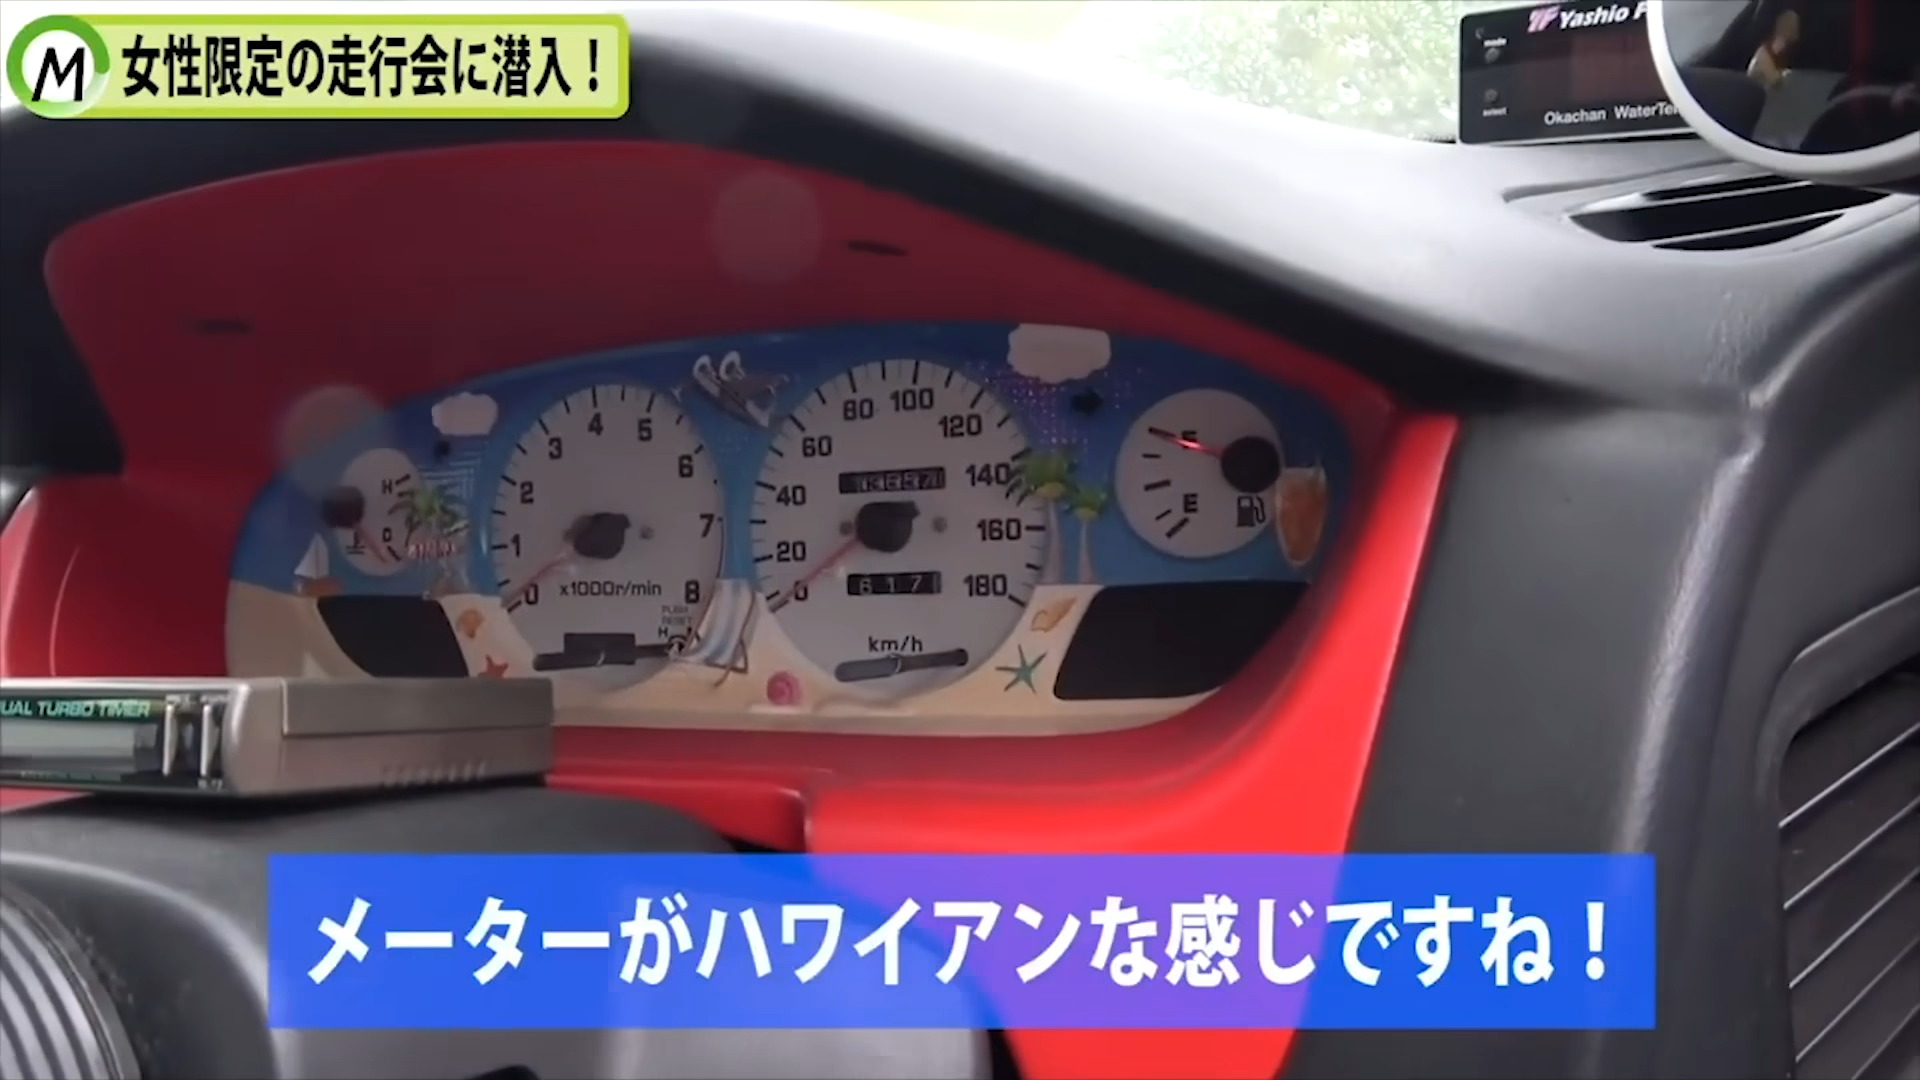 M 女性限定の走行会に潜入！
mode
Yashio F
select
Okachan WaterTe
80 100
60 120
40 140
20 160
0 180
617
km/h
3 4 5
2 6
1 7
0 x1000r/min 8
PUSH
RESET
H
H
C
F
E
DUAL TURBO TIMER
メーターがハワイアンな感じですね！